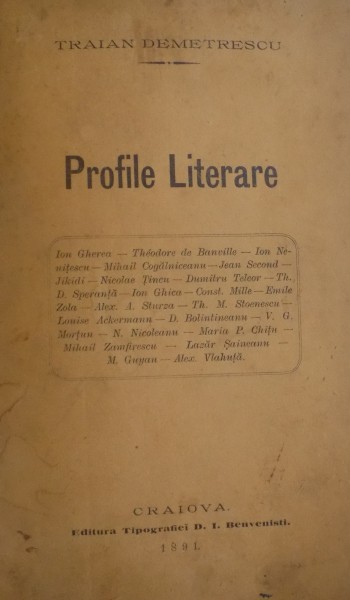 TRAIAN DEMETRESCU
Profile Literare
Ion Gherea — Théodore de Banville — Ion Ne-
nițescu — Mihail Cogâlniceanu — Jean Second —
Jikidi — Nicolae Țincu — Dumitru Teleor — Th.
D. Speranță — Ion Ghica — Const. Mille — Emile
Zola — Alex. A. Sturza — Th. M. Stoenescu —
Louise Ackermann — D. Bolintineanu — V. G.
Morțun — N. Nicoleanu — Maria P. Chițu —
Mihail Zamfirescu — Lazăr Șaineanu —
M. Guyau — Alex. Vlahuță.
CRAIOVA.
Editura Tipografiei D. I. Benvenisti.
1891.